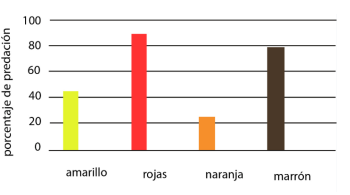 porcentaje de predación
100
80
60
40
20
0
amarillo
rojas
naranja
marrón